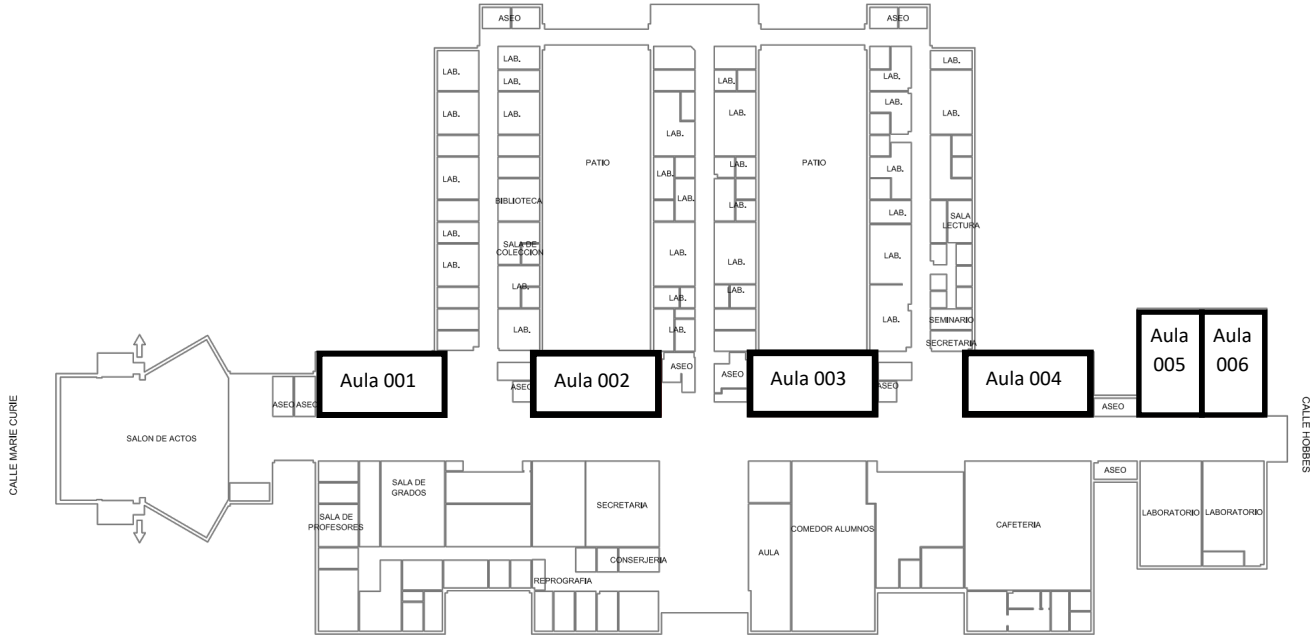 ASEO
ASEO
LAB.
LAB.
LAB.
LAB.
LAB.
LAB.
LAB.
LAB.
LAB.
LAB.
LAB.
LAB.
LAB.
PATIO
PATIO
LAB.
LAB.
LAB.
LAB.
LAB.
LAB.
LAB.
BIBLIOTECA
LAB.
LAB.
LAB.
SALA
LECTURA
LAB.
SALA DE
COLECCION
LAB.
LAB.
LAB.
LAB.
LAB.
LAB.
LAB.
LAB.
LAB.
LAB.
LAB.
SEMINARIO
SECRETARIA
Aula
005
Aula
006
ASEO
ASEO
Aula 001
Aula 002
Aula 003
Aula 004
ASEO
ASEO
ASEO
ASEO
ASEO
CALLE MARIE CURIE
SALON DE ACTOS
CALLE HOBBES
ASEO
SALA DE
GRADOS
SALA DE
PROFESORES
SECRETARIA
COMEDOR ALUMNOS
CAFETERIA
LABORATORIO
LABORATORIO
AULA
CONSERJERIA
REPROGRAFIA